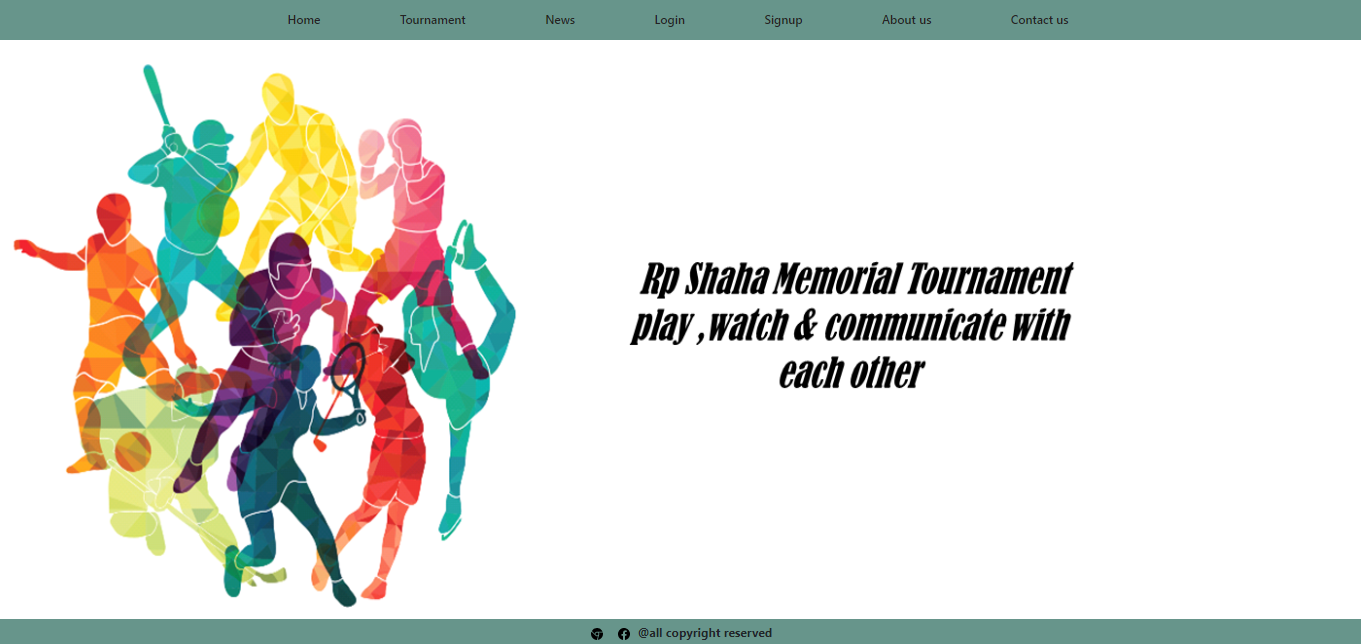 Home Tournament News Login Signup About us Contact us
Rp Shaha Memorial Tournament
play ,watch & communicate with
each other
@all copyright reserved